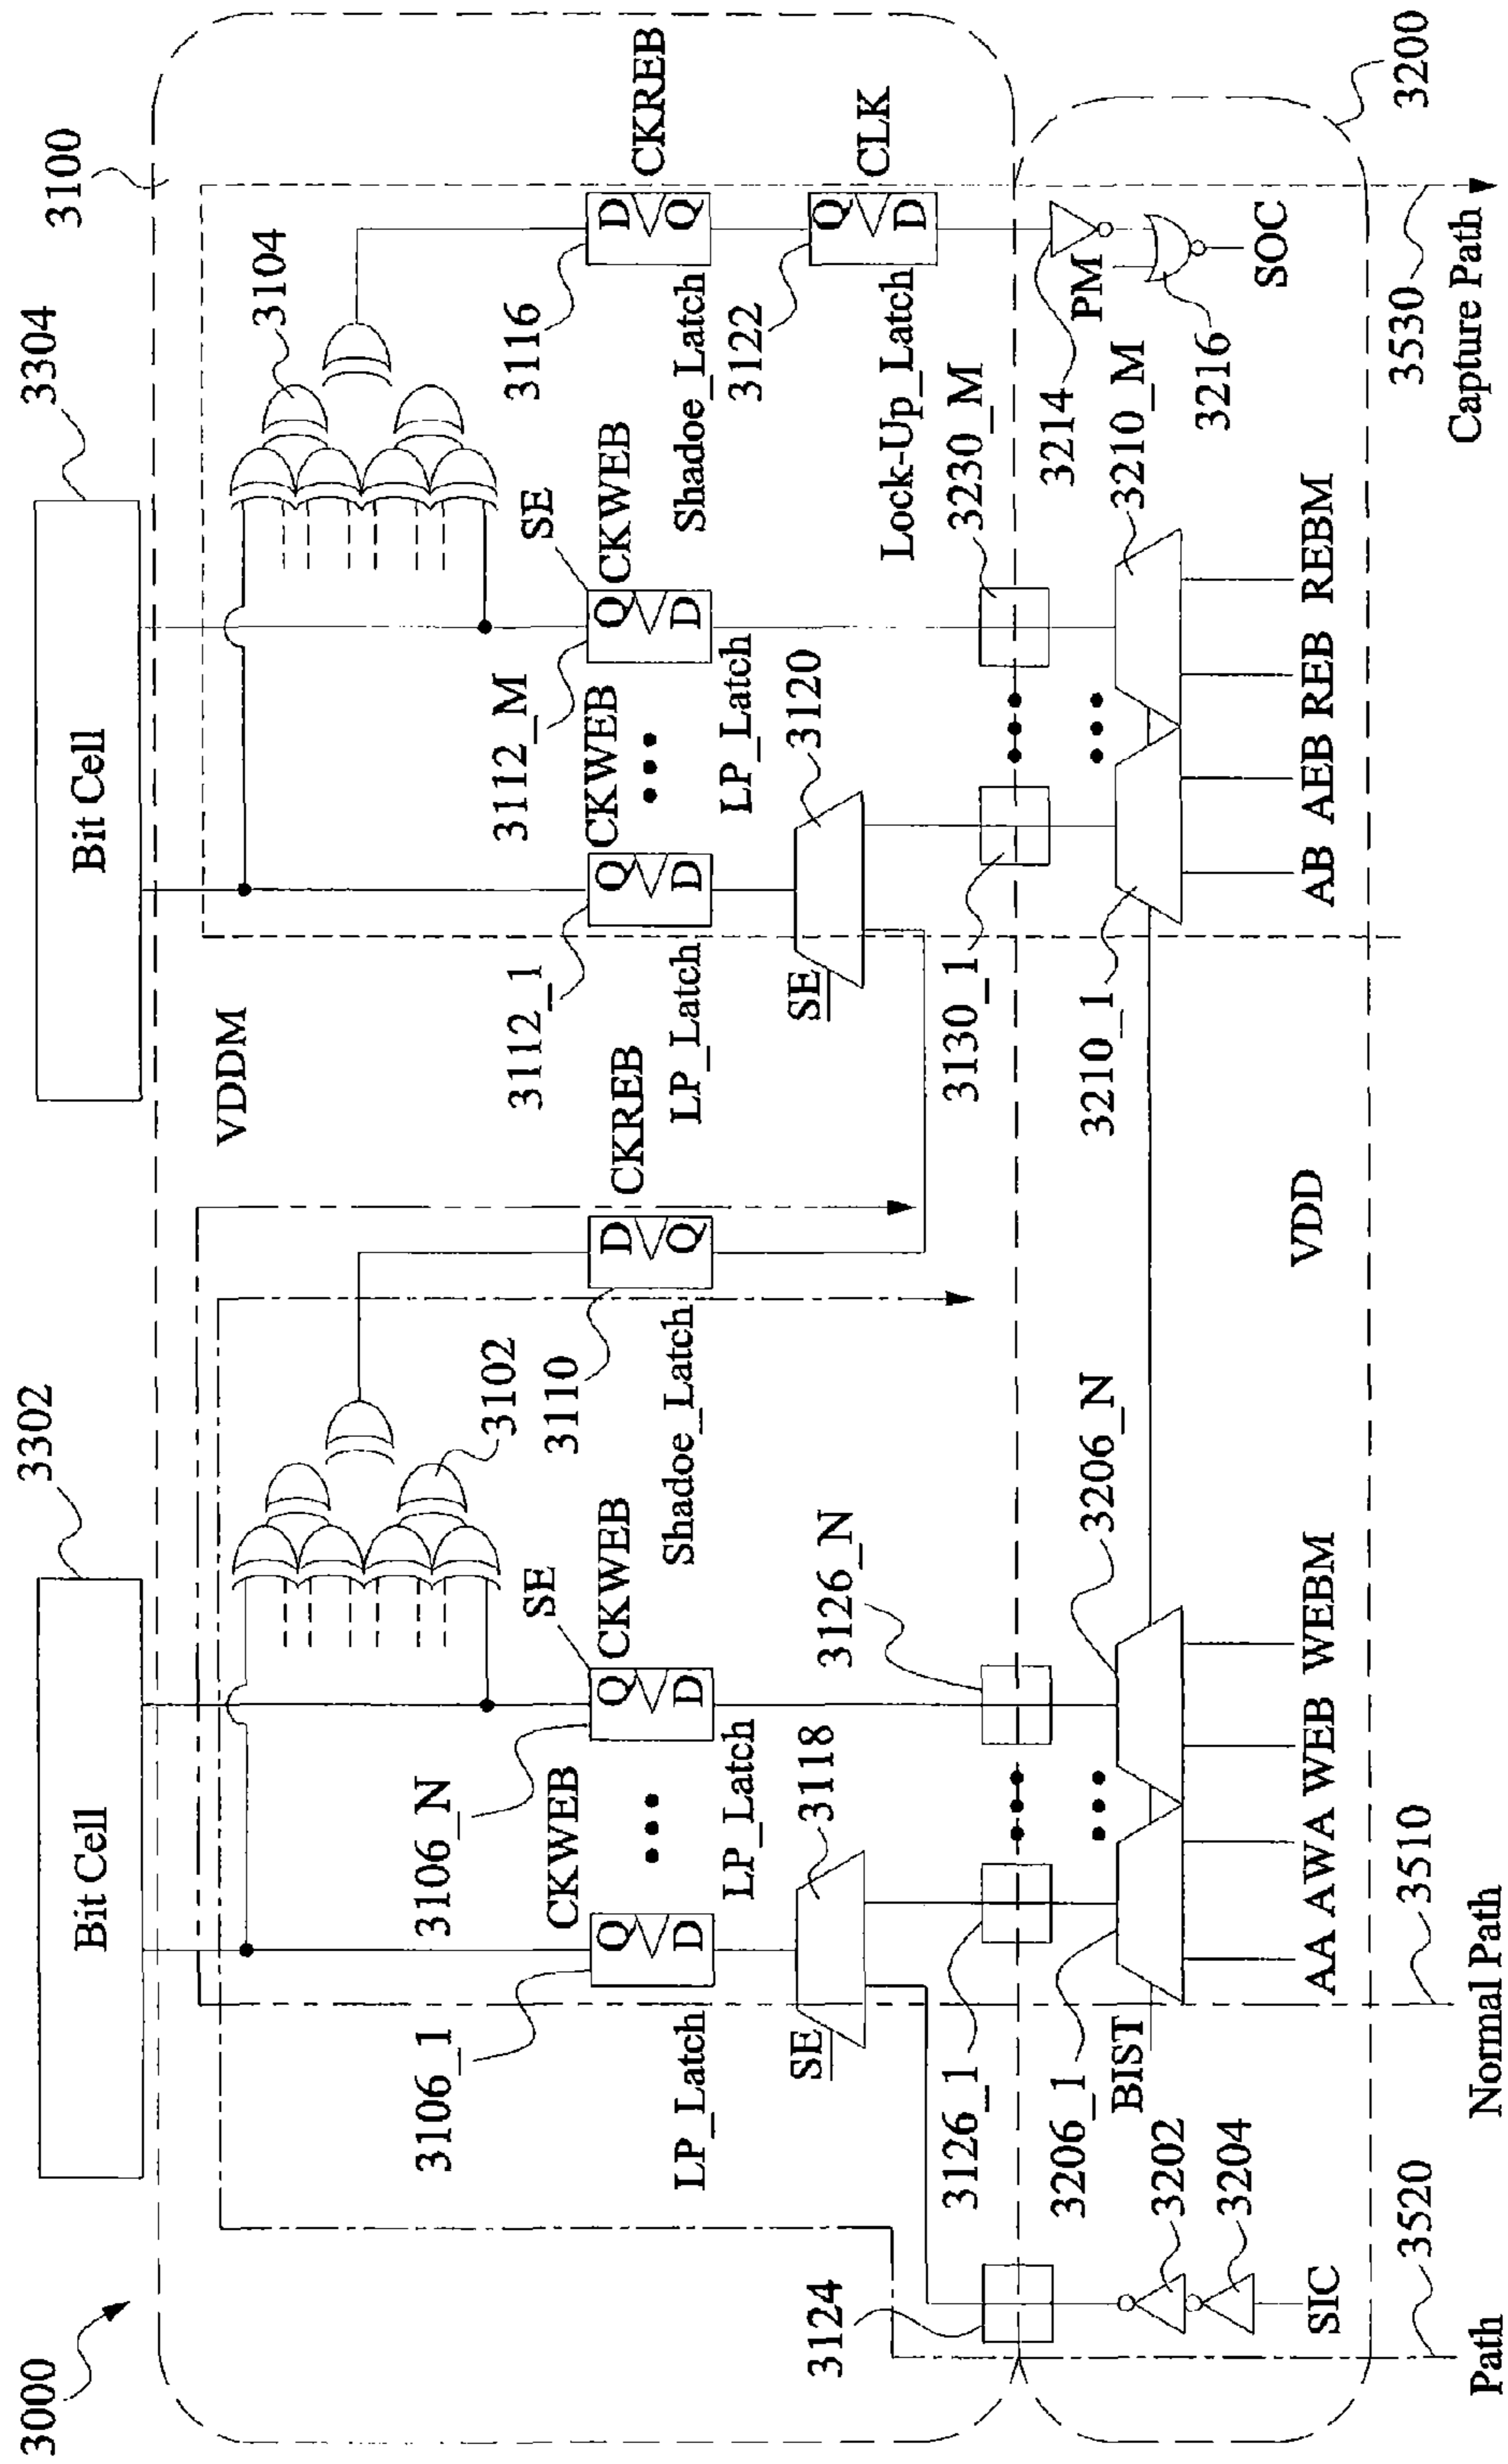 3000
3302
3304
3100
Bit Cell
Bit Cell
VDDM
3102
3104
SE
SE
3106_1
3106_N
3110
3112_1
3112_M
3116
Q
D
CKWEB
Q
D
CKWEB
D
Q
CKREB
Q
D
CKWEB
Q
D
CKWEB
D
Q
CKREB
LP_Latch
LP_Latch
Shadoe_Latch
LP_Latch
LP_Latch
Shadoe_Latch
SE
3118
SE
3120
3122
Q
D
CLK
Lock-Up_Latch
3124
3126_1
3126_N
3130_1
3230_M
3206_1
3206_N
3210_1
3210_M
3214
PM
3216
SOC
BIST
3202
3204
SIC
AA AWA WEB WEBM
VDD
AB AEB REB REBM
3200
3520
Path
3510
Normal Path
3530
Capture Path